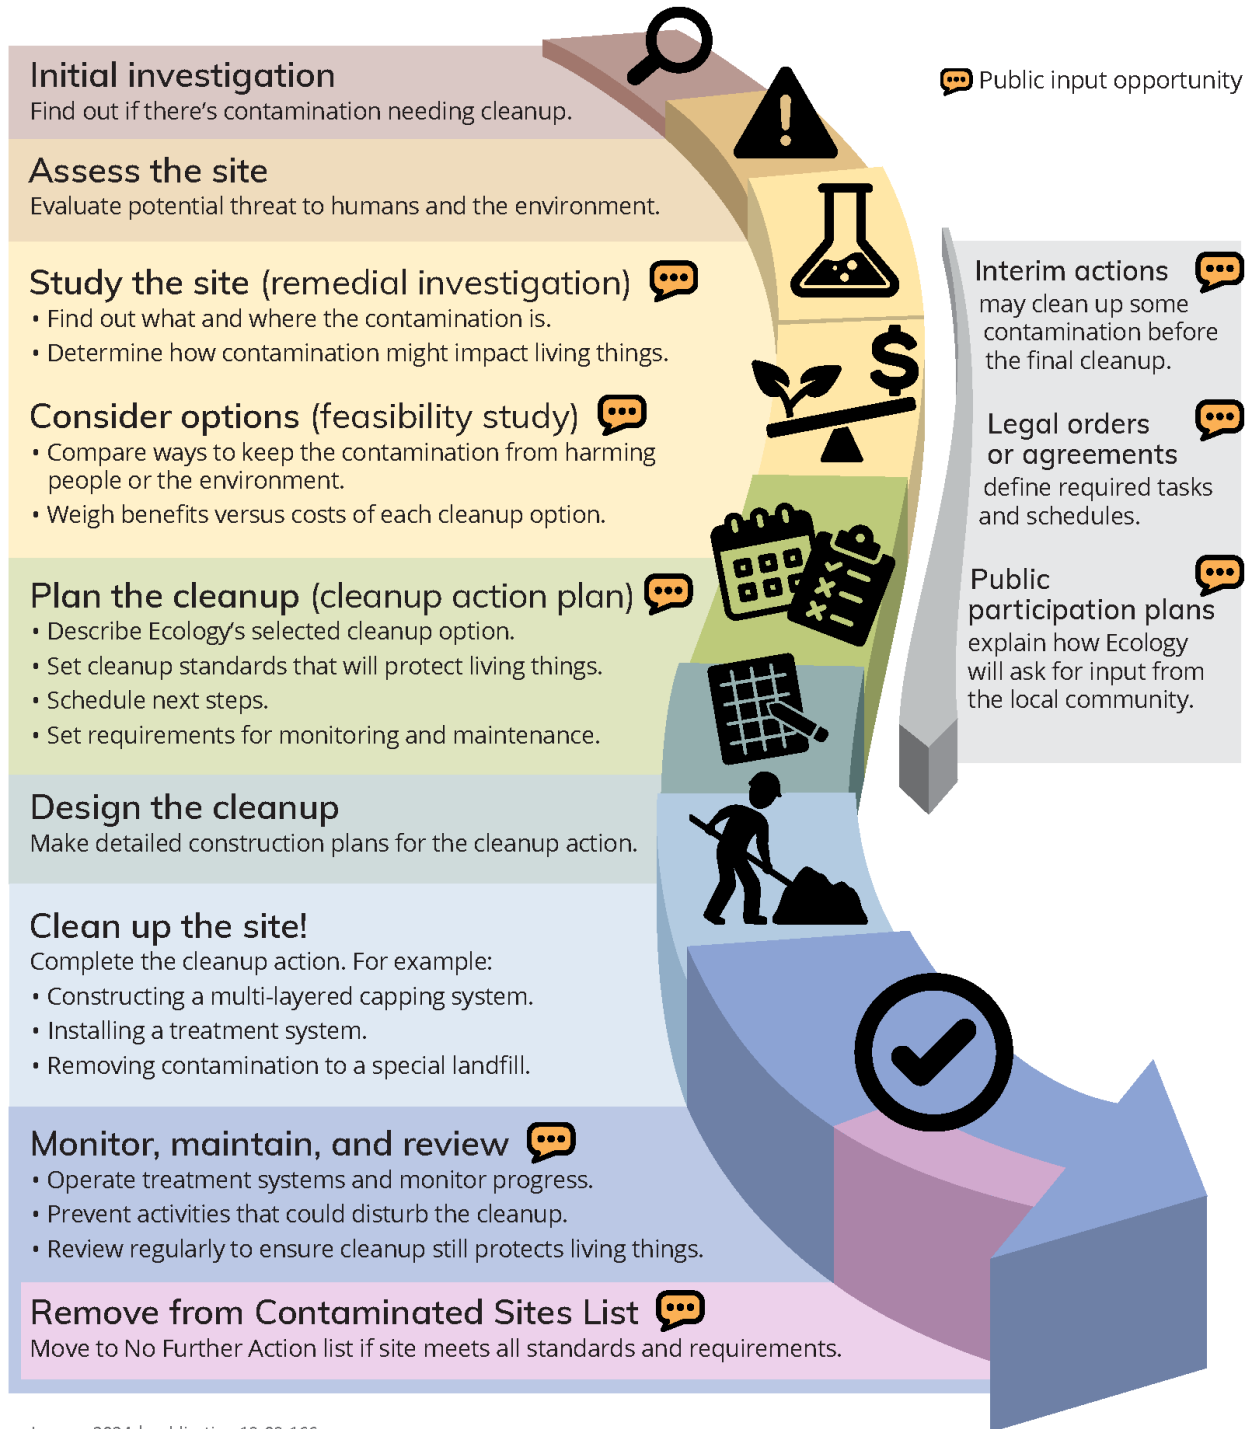 Initial investigation
Find out if there's contamination needing cleanup.
Assess the site
Evaluate potential threat to humans and the environment.
Study the site (remedial investigation)
• Find out what and where the contamination is.
• Determine how contamination might impact living things.
Consider options (feasibility study)
• Compare ways to keep the contamination from harming
people or the environment.
• Weigh benefits versus costs of each cleanup option.
Plan the cleanup (cleanup action plan)
• Describe Ecology's selected cleanup option.
• Set cleanup standards that will protect living things.
• Schedule next steps.
• Set requirements for monitoring and maintenance.
Design the cleanup
Make detailed construction plans for the cleanup action.
Clean up the site!
Complete the cleanup action. For example:
• Constructing a multi-layered capping system.
• Installing a treatment system.
• Removing contamination to a special landfill.
Monitor, maintain, and review
• Operate treatment systems and monitor progress.
• Prevent activities that could disturb the cleanup.
• Review regularly to ensure cleanup still protects living things.
Remove from Contaminated Sites List
Move to No Further Action list if site meets all standards and requirements.
Public input opportunity
Interim actions
may clean up some
contamination before
the final cleanup.
Legal orders
or agreements
define required tasks
and schedules.
Public
participation plans
explain how Ecology
will ask for input from
the local community.
$